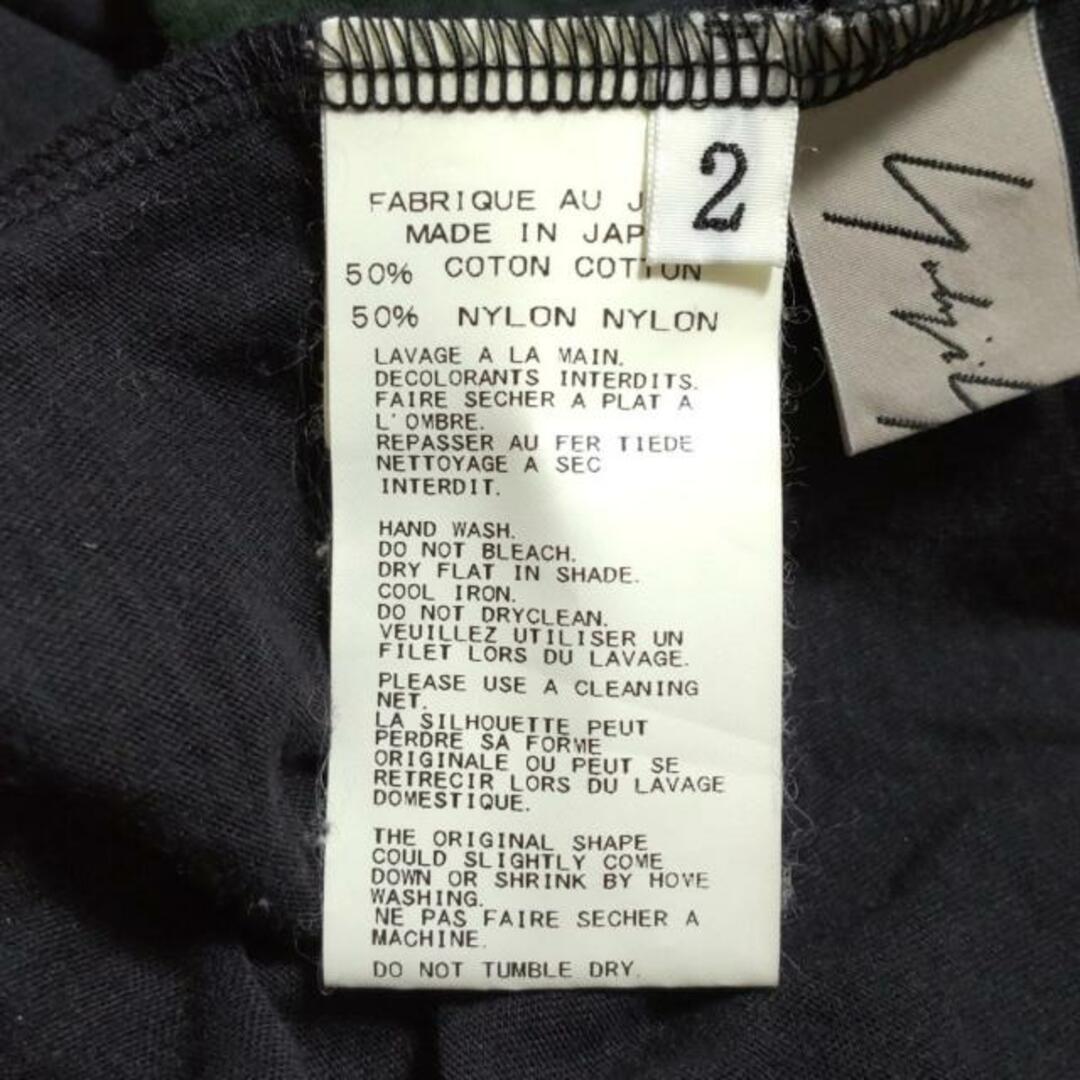 2
FABRIQUE AU
MADE IN
50% COTON COTTON
50% NYLON NYLON
LAVAGE A LA MAIN.
DECOLORANTS INTERDITS.
FAIRE SECHER A PLAT A
L'OMBRE.
REPASSER AU FER TIEDE
NETTOYAGE A SEC
INTERDIT.
HAND WASH.
DO NOT BLEACH.
DRY FLAT IN SHADE.
COOL IRON.
DO NOT DRYCLEAN.
VEUILLEZ UTILISER UN
FILET LORS DU LAVAGE.
PLEASE USE A CLEANING
NET.
LA SILHOUETTE PEUT
PERDRE SA FORME
ORIGINALE OU PEUT SE
RETRECIR LORS DU LAVAGE
DOMESTIQUE.
THE ORIGINAL SHAPE
COULD SLIGHTLY COME
DOWN OR SHRINK BY HOME
WASHING.
NE PAS FAIRE SECHER A
MACHINE.
DO NOT TUMBLE DRY.